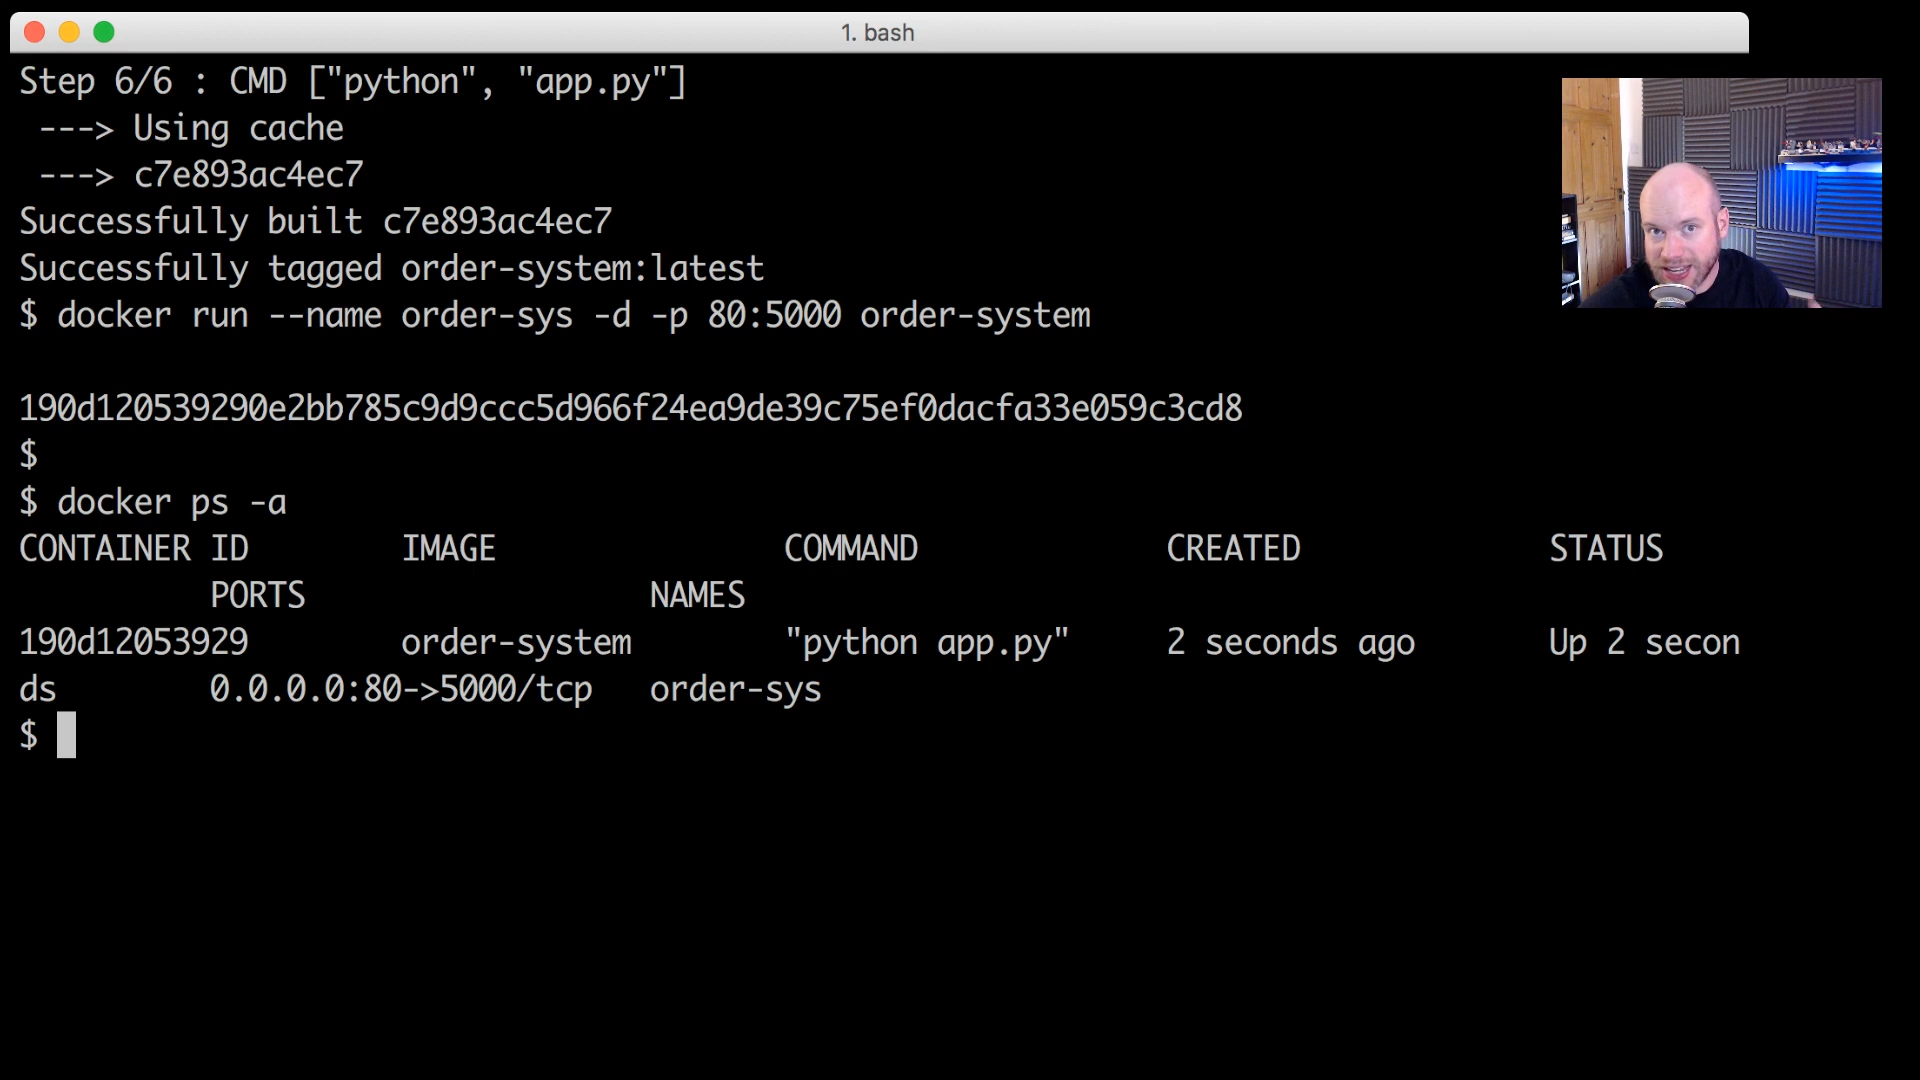 1. bash
Step 6/6 : CMD ["python", "app.py"]
---> Using cache
---> c7e893ac4ec7
Successfully built c7e893ac4ec7
Successfully tagged order-system:latest
$ docker run --name order-sys -d -p 80:5000 order-system
190d120539290e2bb785c9d9ccc5d966f24ea9de39c75ef0dacfa33e059c3cd8
$
$ docker ps -a
CONTAINER ID        IMAGE               COMMAND             CREATED             STATUS
          PORTS                  NAMES
190d12053929        order-system        "python app.py"     2 seconds ago       Up 2 secon
ds        0.0.0.0:80->5000/tcp   order-sys
$